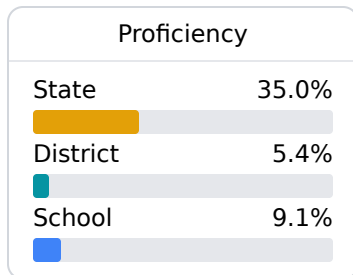 Proficiency
State 35.0%
District 5.4%
School 9.1%